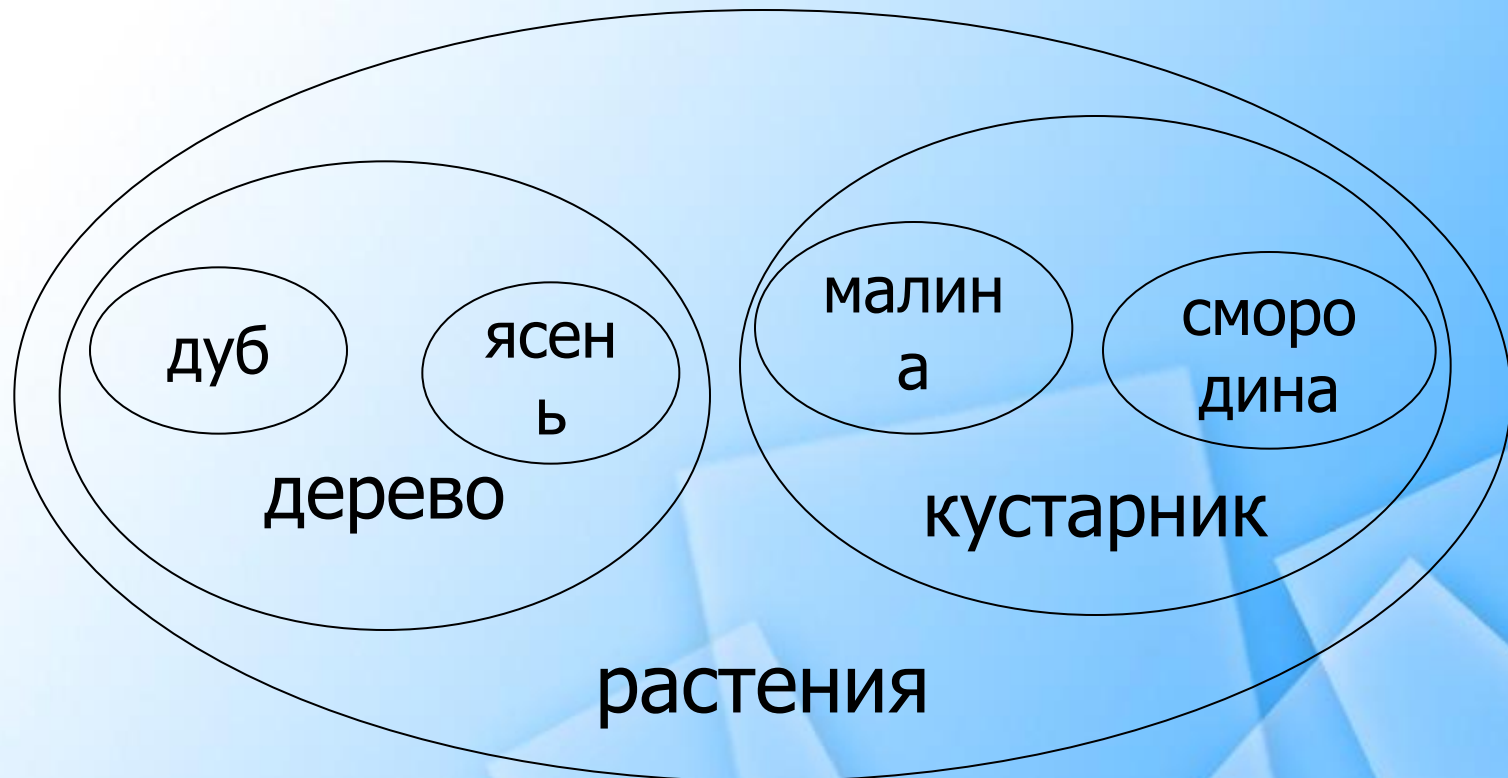 дуб
ясен
ь
дерево
малин
а
сморо
дина
кустарник
растения